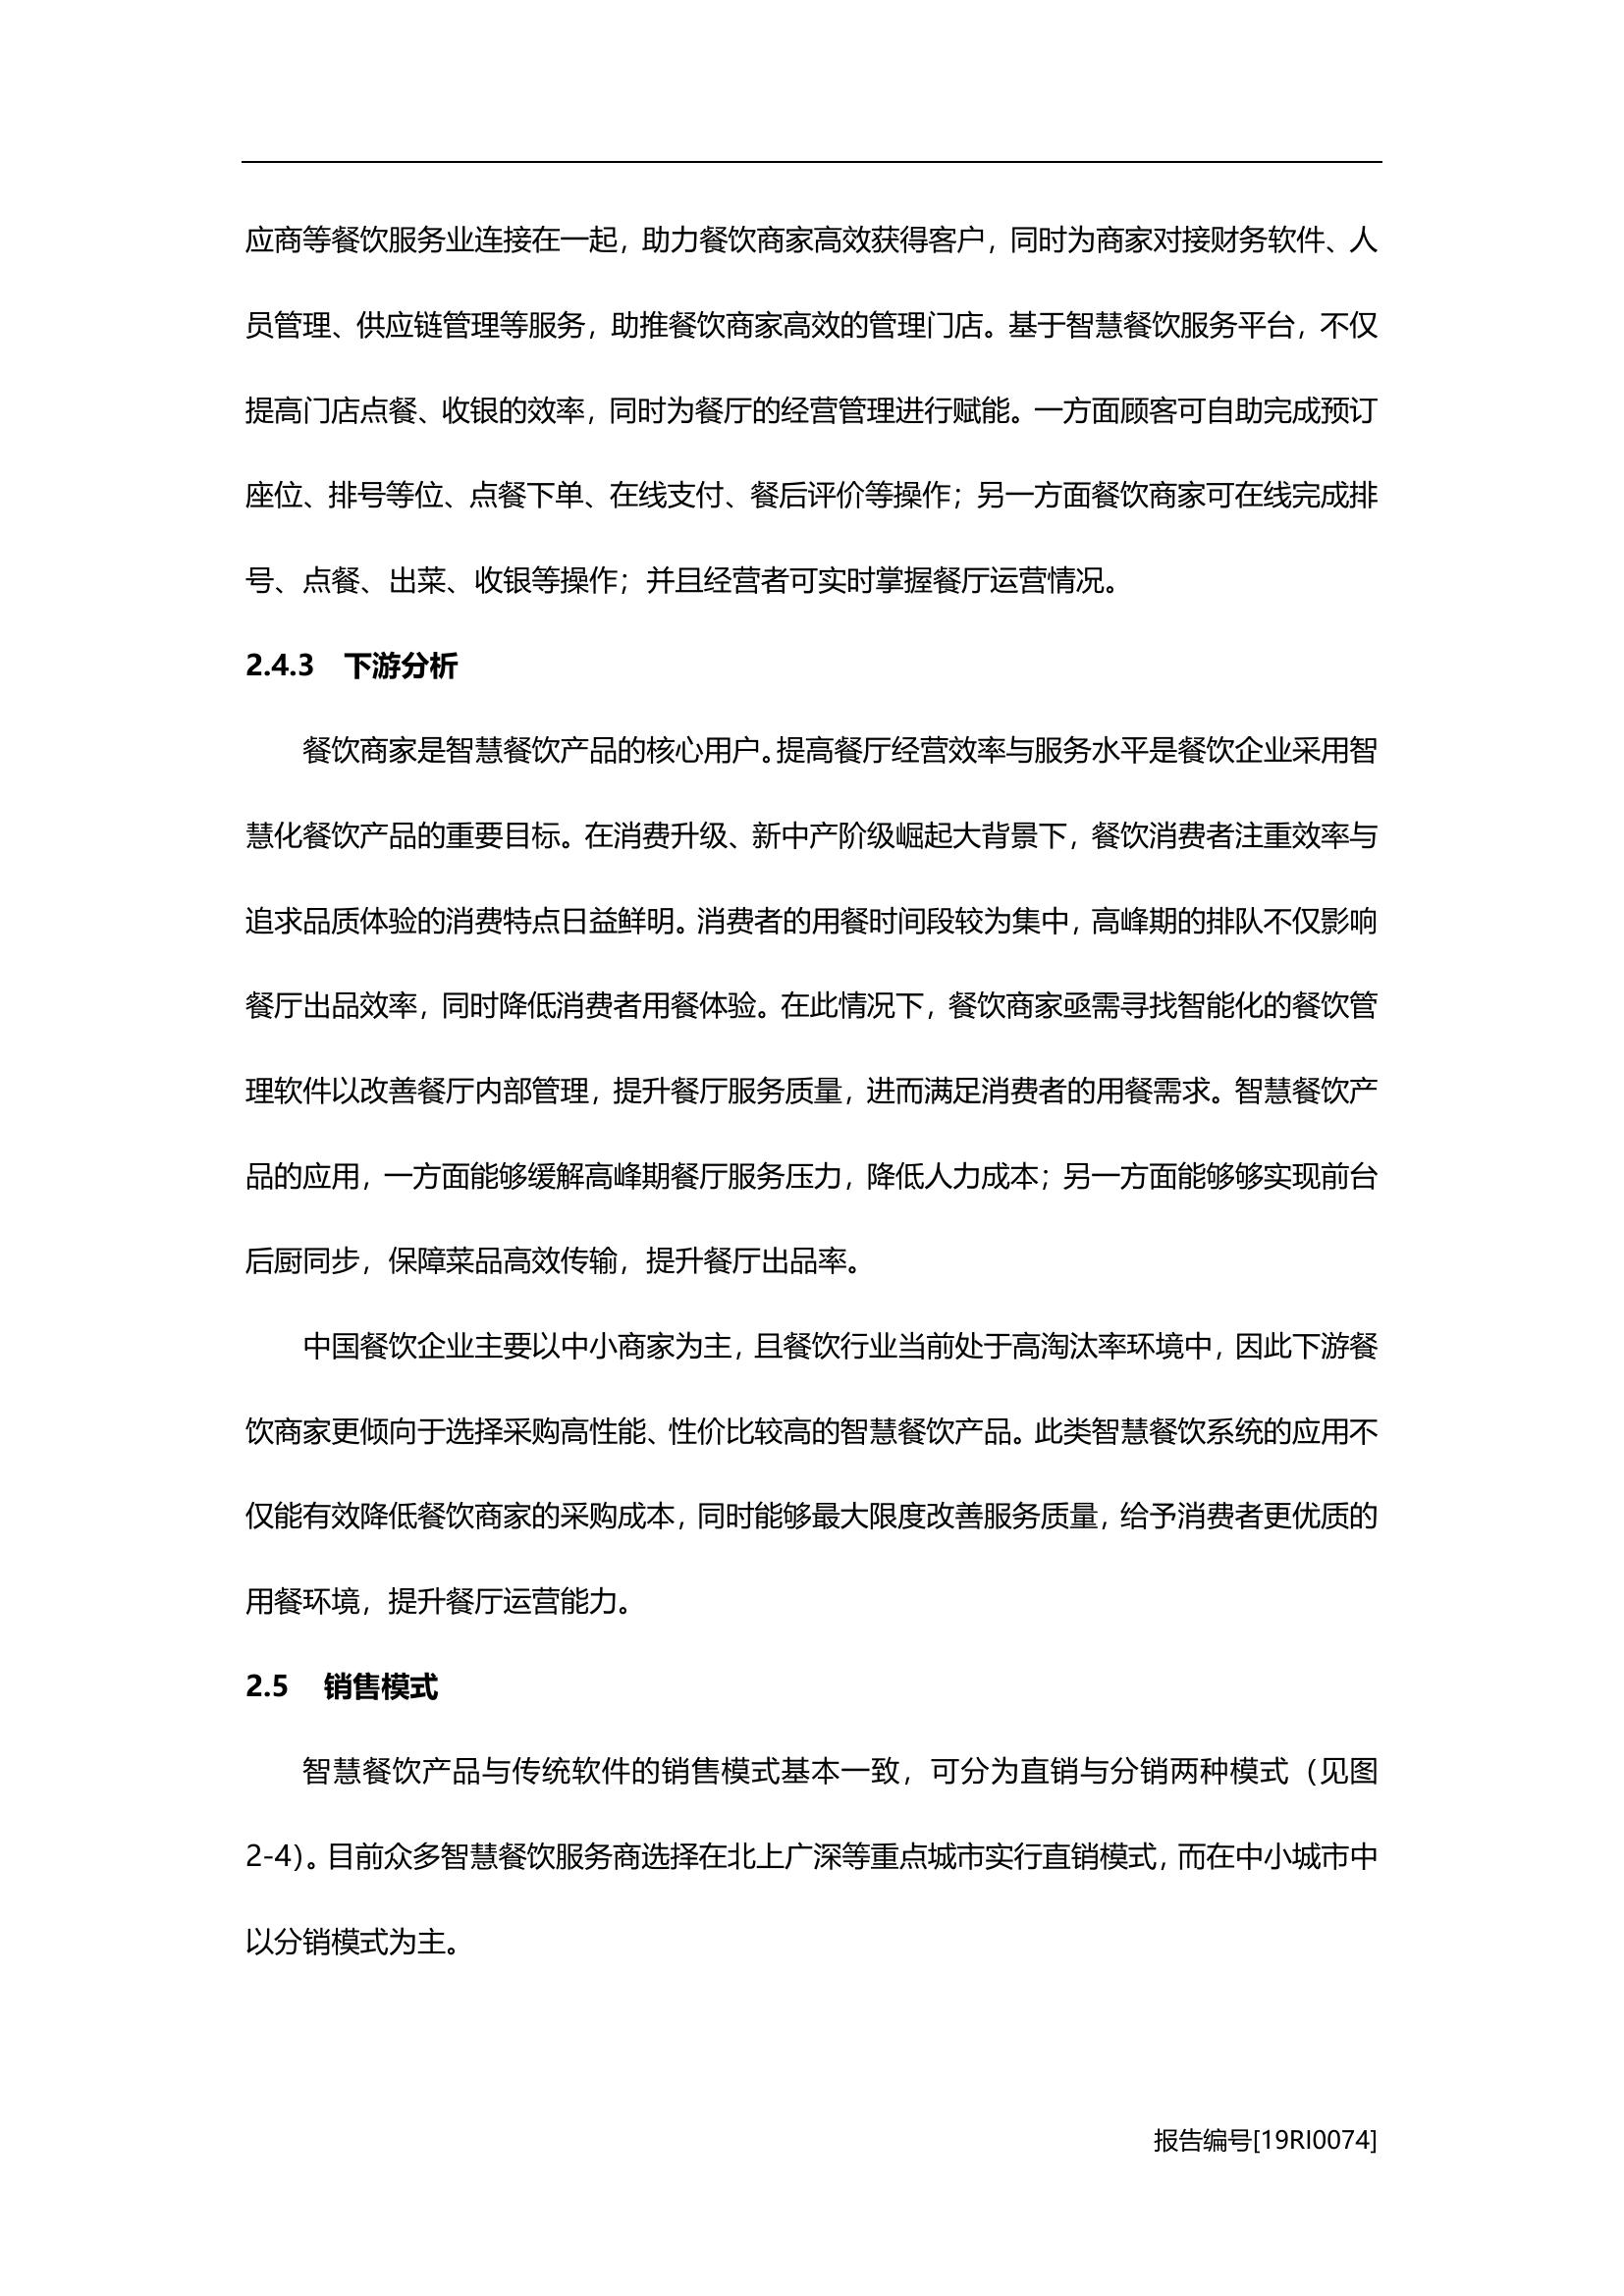 应商等餐饮服务业连接在一起，助力餐饮商家高效获得客户，同时为商家对接财务软件、人
员管理、供应链管理等服务，助推餐饮商家高效的管理门店。基于智慧餐饮服务平台，不仅
提高门店点餐、收银的效率，同时为餐厅的经营管理进行赋能。一方面顾客可自助完成预订
座位、排号等位、点餐下单、在线支付、餐后评价等操作；另一方面餐饮商家可在线完成排
号、点餐、出菜、收银等操作；并且经营者可实时掌握餐厅运营情况。
2.4.3 下游分析
餐饮商家是智慧餐饮产品的核心用户。提高餐厅经营效率与服务水平是餐饮企业采用智
慧化餐饮产品的重要目标。在消费升级、新中产阶级崛起大背景下，餐饮消费者注重效率与
追求品质体验的消费特点日益鲜明。消费者的用餐时间段较为集中，高峰期的排队不仅影响
餐厅出品效率，同时降低消费者用餐体验。在此情况下，餐饮商家亟需寻找智能化的餐饮管
理软件以改善餐厅内部管理，提升餐厅服务质量，进而满足消费者的用餐需求。智慧餐饮产
品的应用，一方面能够缓解高峰期餐厅服务压力，降低人力成本；另一方面能够够实现前台
后厨同步，保障菜品高效传输，提升餐厅出品率。
中国餐饮企业主要以中小商家为主，且餐饮行业当前处于高淘汰率环境中，因此下游餐
饮商家更倾向于选择采购高性能、性价比较高的智慧餐饮产品。此类智慧餐饮系统的应用不
仅能有效降低餐饮商家的采购成本，同时能够最大限度改善服务质量，给予消费者更优质的
用餐环境，提升餐厅运营能力。
2.5 销售模式
智慧餐饮产品与传统软件的销售模式基本一致，可分为直销与分销两种模式（见图
2-4）。目前众多智慧餐饮服务商选择在北上广深等重点城市实行直销模式，而在中小城市中
以分销模式为主。
报告编号[19RI0074]